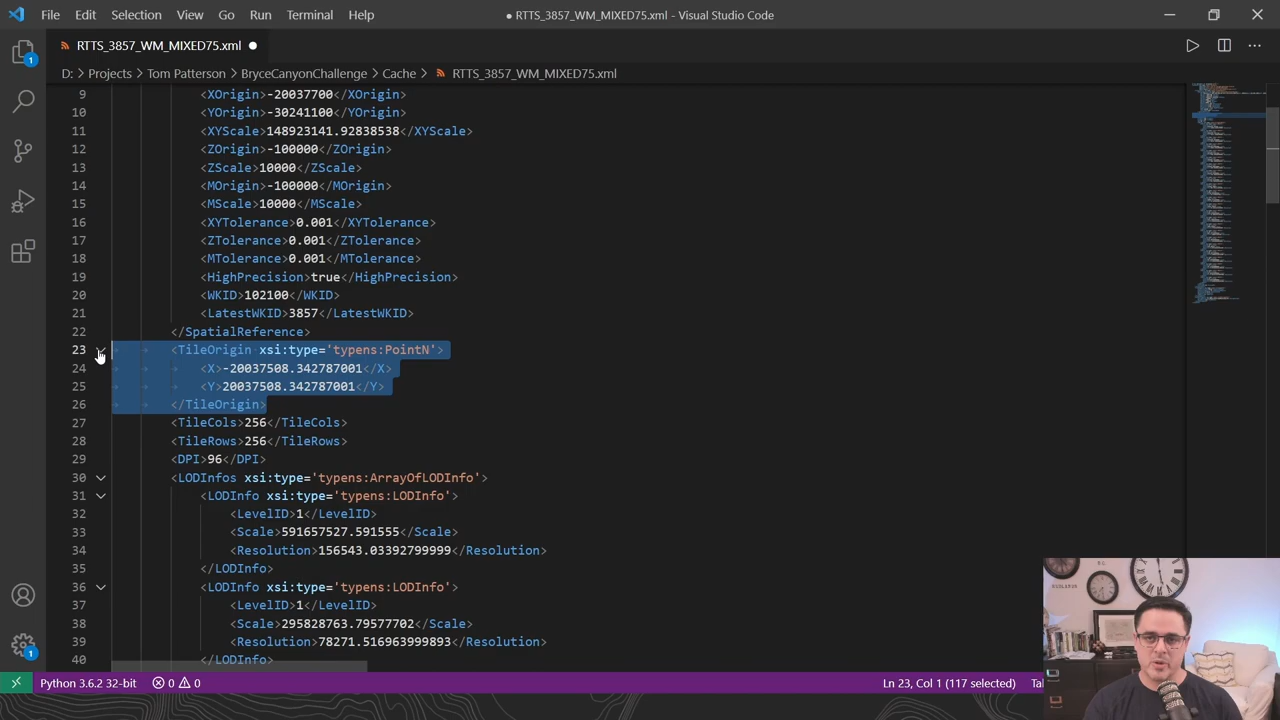 File Edit Selection View Go Run Terminal Help
● RTTS_3857_WM_MIXED75.xml - Visual Studio Code
RTTS_3857_WM_MIXED75.xml ●
D: > Projects > Tom Patterson > BryceCanyonChallenge > Cache > RTTS_3857_WM_MIXED75.xml
9 <XOrigin>-20037700</XOrigin>
10 <YOrigin>-30241100</YOrigin>
11 <XYScale>148923141.92838538</XYScale>
12 <ZOrigin>-100000</ZOrigin>
13 <ZScale>10000</ZScale>
14 <MOrigin>-100000</MOrigin>
15 <MScale>10000</MScale>
16 <XYTolerance>0.001</XYTolerance>
17 <ZTolerance>0.001</ZTolerance>
18 <MTolerance>0.001</MTolerance>
19 <HighPrecision>true</HighPrecision>
20 <WKID>102100</WKID>
21 <LatestWKID>3857</LatestWKID>
22 </SpatialReference>
23 <TileOrigin xsi:type='typens:PointN'>
24 <X>-20037508.342787001</X>
25 <Y>20037508.342787001</Y>
26 </TileOrigin>
27 <TileCols>256</TileCols>
28 <TileRows>256</TileRows>
29 <DPI>96</DPI>
30 <LODInfos xsi:type='typens:ArrayOfLODInfo'>
31 <LODInfo xsi:type='typens:LODInfo'>
32 <LevelID>1</LevelID>
33 <Scale>591657527.591555</Scale>
34 <Resolution>156543.03392799999</Resolution>
35 </LODInfo>
36 <LODInfo xsi:type='typens:LODInfo'>
37 <LevelID>1</LevelID>
38 <Scale>295828763.79577702</Scale>
39 <Resolution>78271.516963999893</Resolution>
40 </LODInfo>
1
1
Python 3.6.2 32-bit 0 0 Ln 23, Col 1 (117 selected)